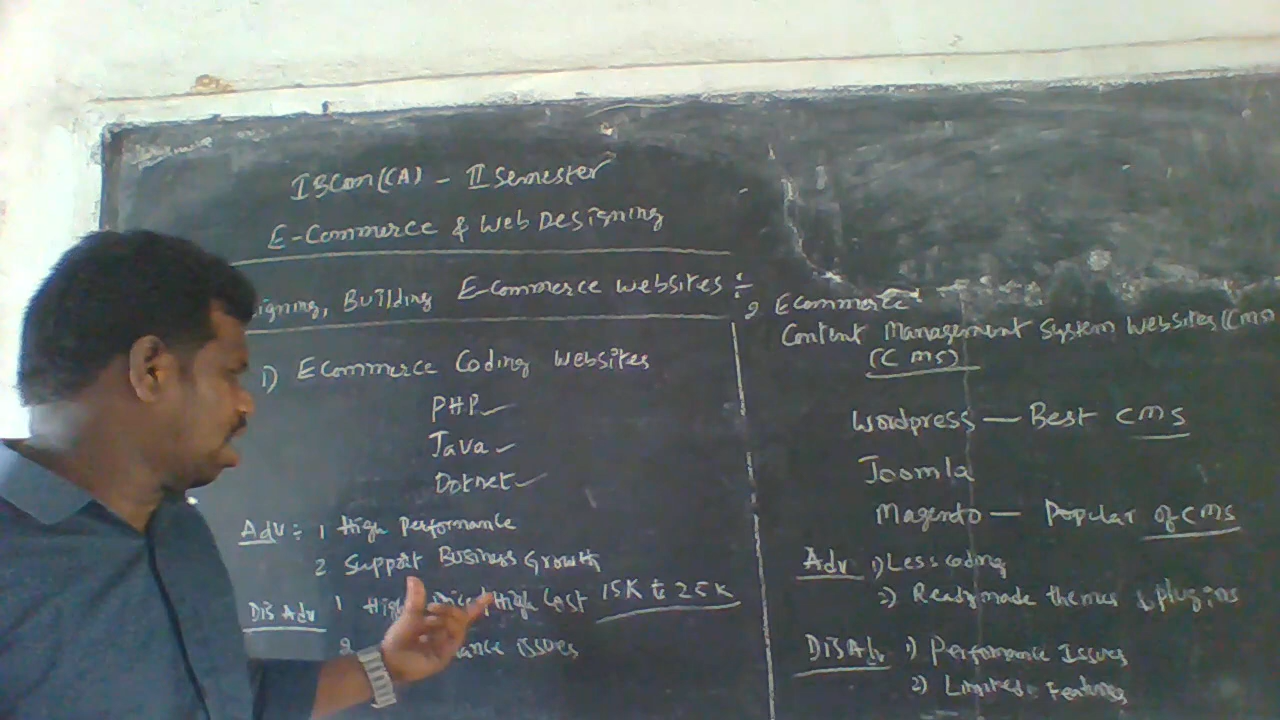 I BCom(CA) - II Semester
E-Commerce & Web Designing
igning, Building E-Commerce websites :
1) ECommerce Coding Websites
PHP
Java
Dotnet
Adv : 1 High Performance
2 Support Business Growth
Dis Adv 1 High Cost 15K to 25K
2 ance issues
2 Ecommerce
Content Management System Websites (CMS)
(CMS)
Wordpress — Best CMS
Joomla
Magento — Popular of CMS
Adv 1) Less coding
2) Readymade themes & plugins
DISAdv 1) Performance Issues
2) Limited Features